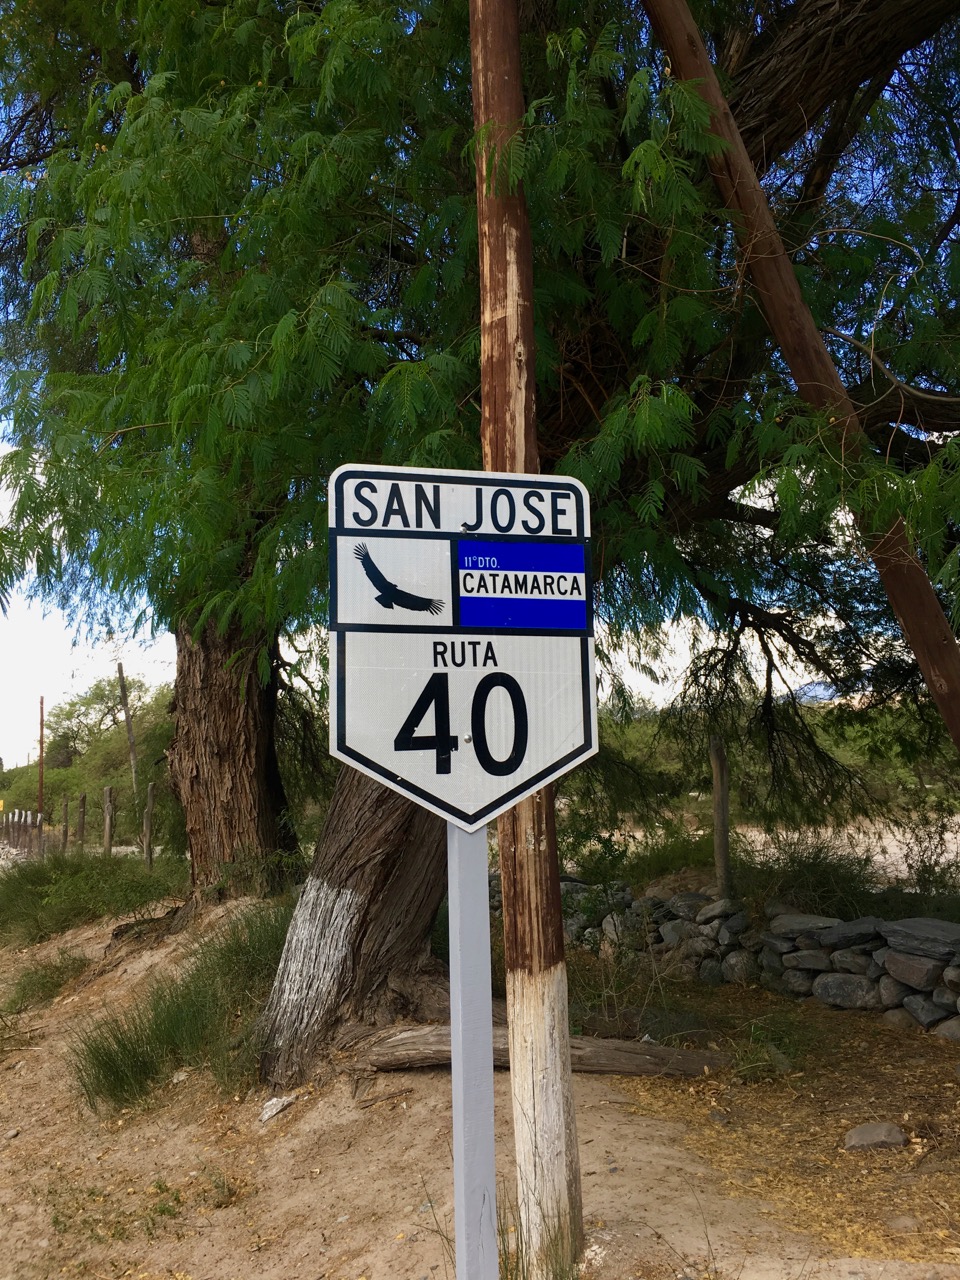 SAN JOSE
11°DTO.
CATAMARCA
RUTA
40